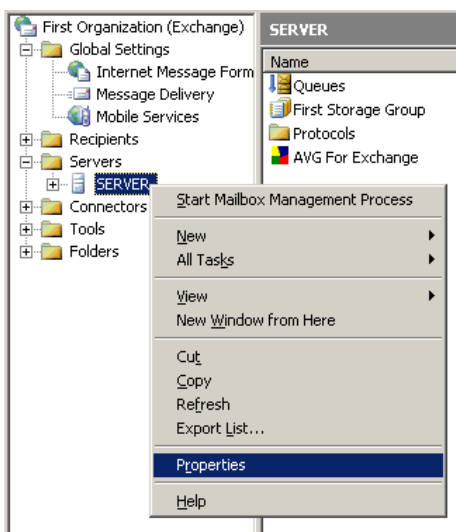 First Organization (Exchange)
Global Settings
Internet Message Form
Message Delivery
Mobile Services
Recipients
Servers
SERVER
Connectors
Tools
Folders
SERVER
Name
Queues
First Storage Group
Protocols
AVG For Exchange
Start Mailbox Management Process
New
All Tasks
View
New Window from Here
Cut
Copy
Refresh
Export List...
Properties
Help